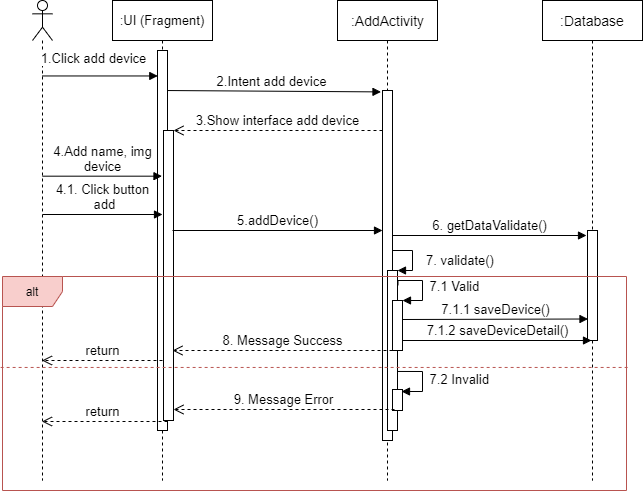 :UI (Fragment)
:AddActivity
:Database
1.Click add device
2.Intent add device
3.Show interface add device
4.Add name, img
device
4.1. Click button
add
5.addDevice()
6. getDataValidate()
7. validate()
alt
7.1 Valid
7.1.1 saveDevice()
7.1.2 saveDeviceDetail()
8. Message Success
return
7.2 Invalid
9. Message Error
return